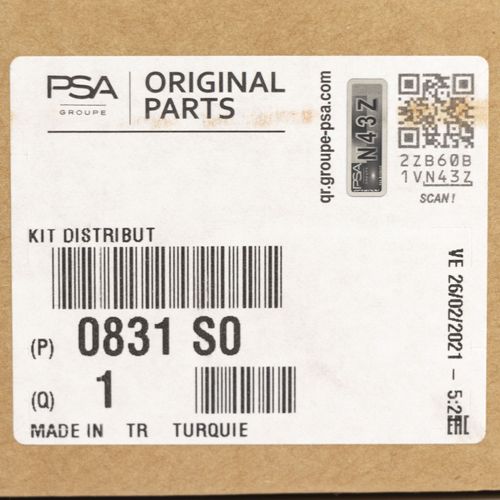 PSA
GROUPE
ORIGINAL
PARTS
qr.groupe-psa.com
PSA N43Z
2ZB60B
1VN43Z
SCAN!
KIT DISTRIBUT
(P) 0831 S0
(Q) 1
MADE IN TR TURQUIE
VE 26/02/2021 - 5:2
EAC